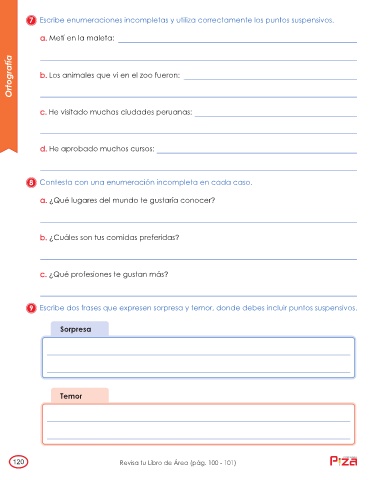 7 Escribe enumeraciones incompletas y utiliza correctamente los puntos suspensivos.
a. Metí en la maleta:
b. Los animales que vi en el zoo fueron:
c. He visitado muchas ciudades peruanas:
d. He aprobado muchos cursos:
Ortografía
8 Contesta con una enumeración incompleta en cada caso.
a. ¿Qué lugares del mundo te gustaría conocer?
b. ¿Cuáles son tus comidas preferidas?
c. ¿Qué profesiones te gustan más?
9 Escribe dos frases que expresen sorpresa y temor, donde debes incluir puntos suspensivos.
Sorpresa
Temor
120
Revisa tu Libro de Área (pág. 100 - 101)